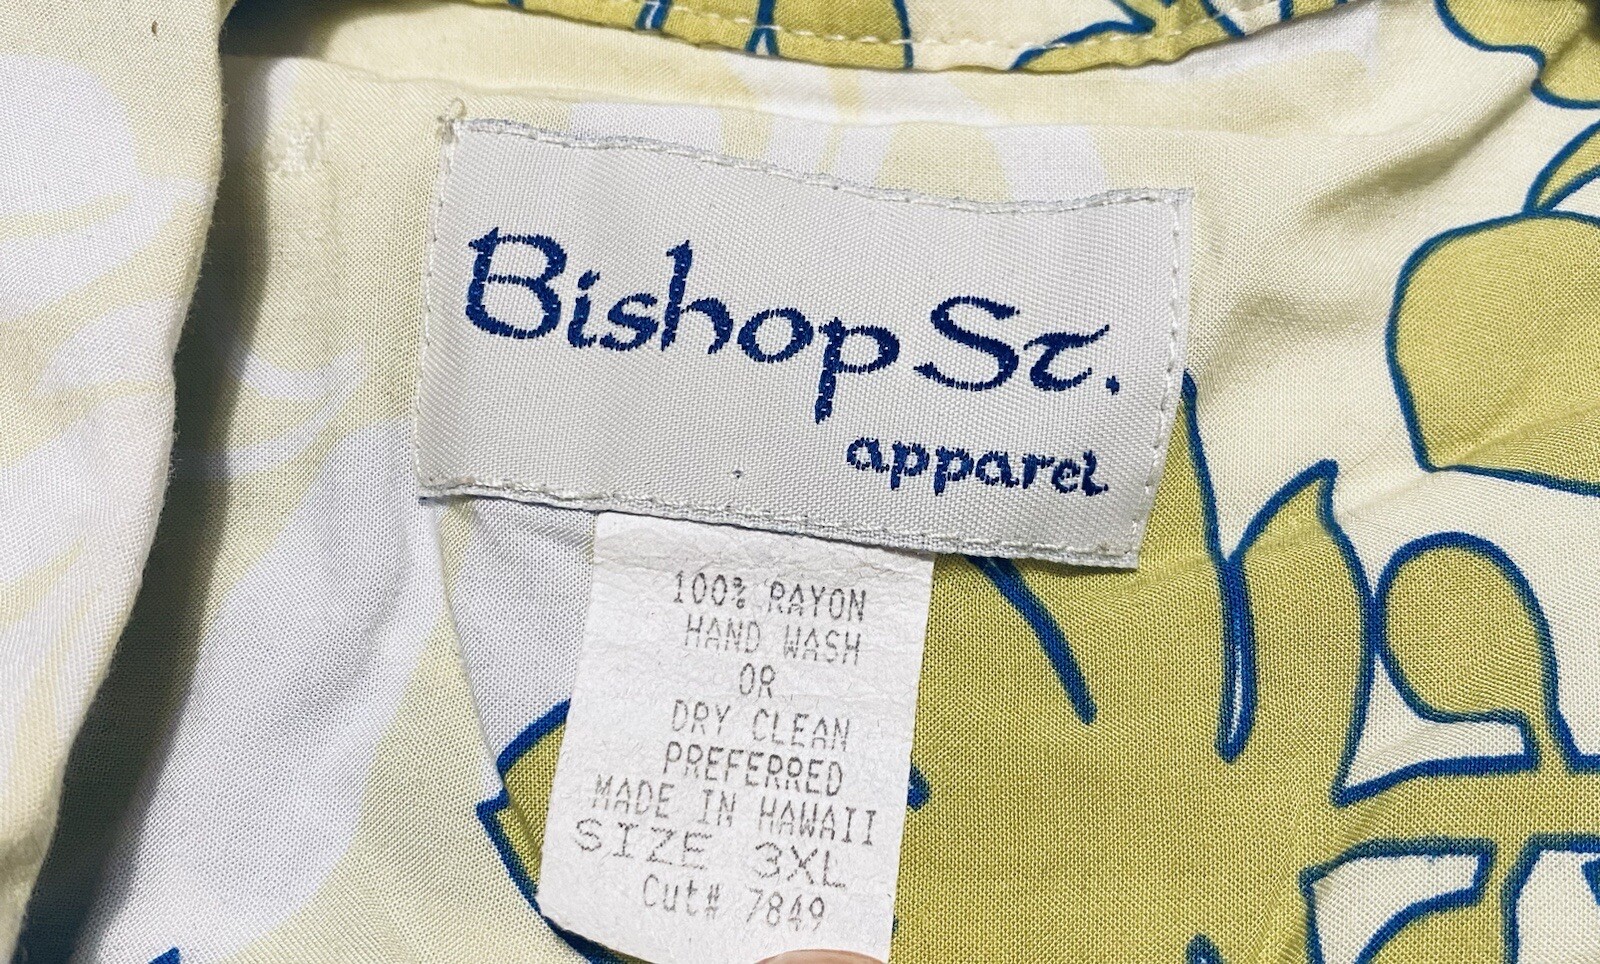 Bishop St.
apparel
100% RAYON
HAND WASH
OR
DRY CLEAN
PREFERRED
MADE IN HAWAII
SIZE 3XL
Cut# 7849